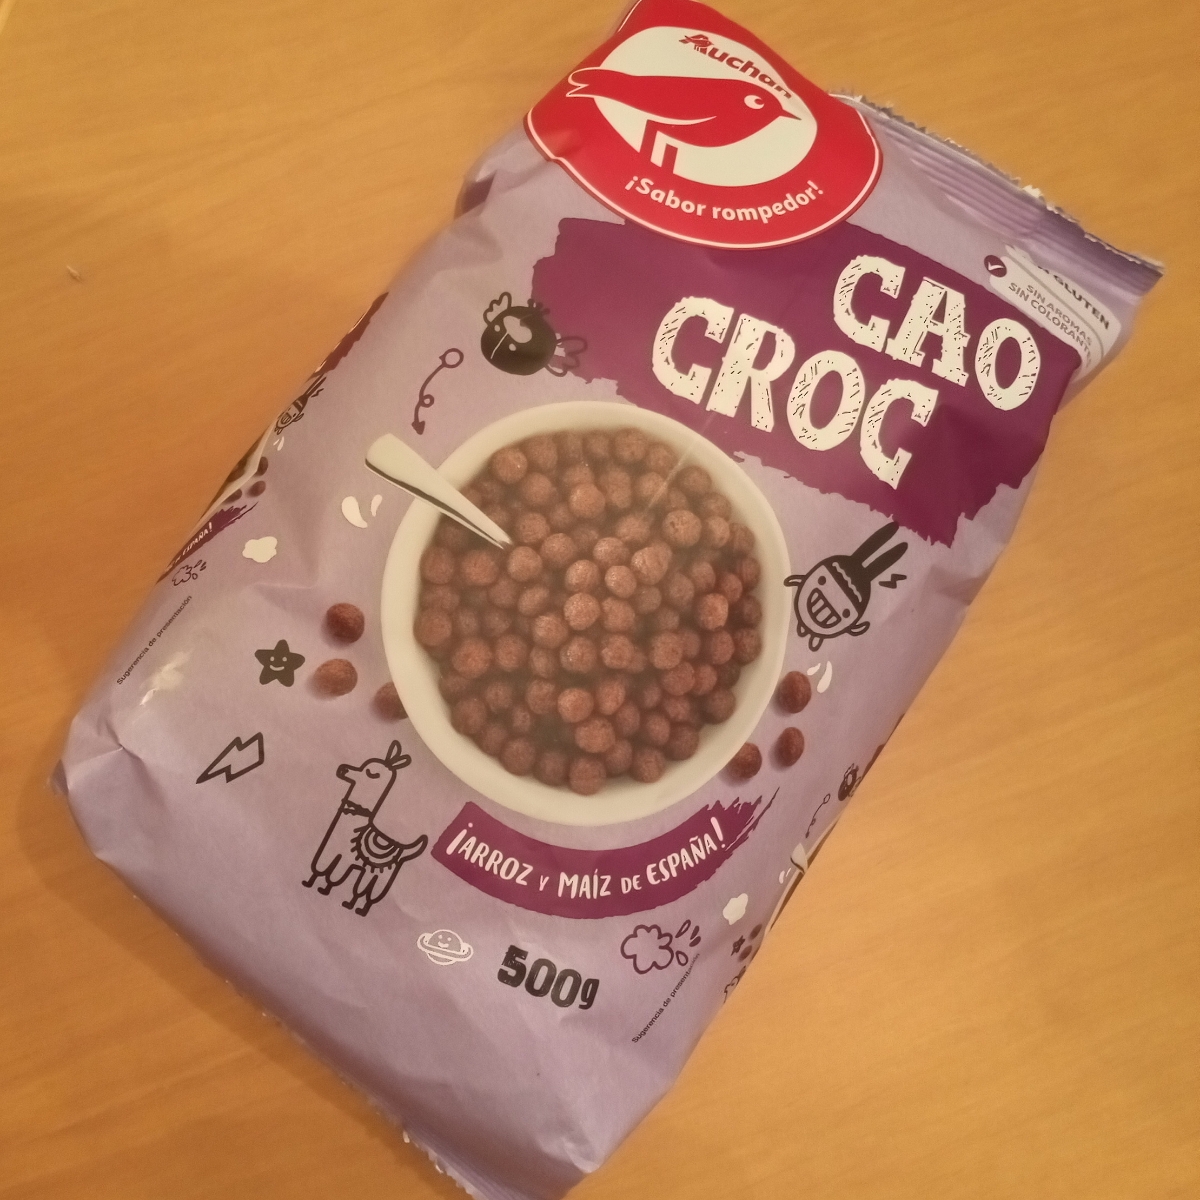 Auchan
¡Sabor rompedor!
CAO
CROC
GLUTEN
SIN AROMAS
SIN COLORANTES
¡ARROZ Y MAÍZ DE ESPAÑA!
500g
Sugerencia de presentación
Sugerencia de presentación
ESPAÑA!